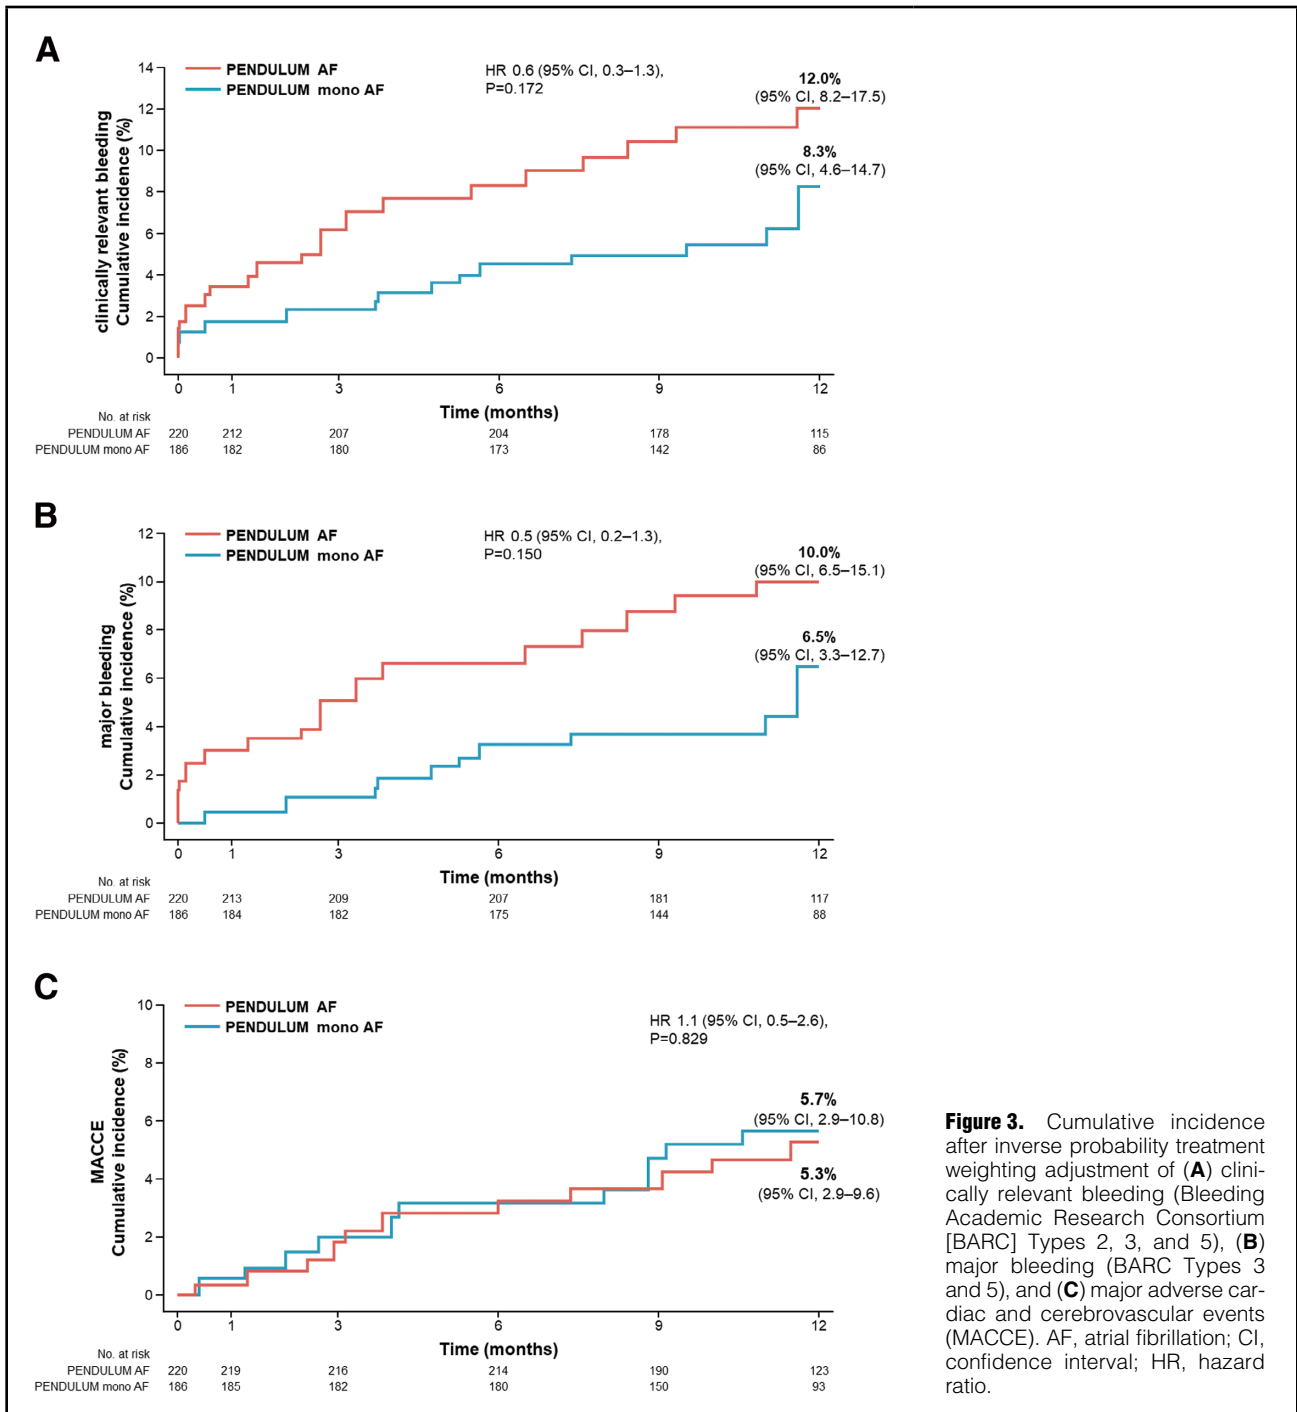 A
PENDULUM AF
PENDULUM mono AF
HR 0.6 (95% CI, 0.3–1.3),
P=0.172
12.0%
(95% CI, 8.2–17.5)
8.3%
(95% CI, 4.6–14.7)
clinically relevant bleeding
Cumulative incidence (%)
14
12
10
8
6
4
2
0
0 1 3 6 9 12
Time (months)
No. at risk
PENDULUM AF 220 212 207 204 178 115
PENDULUM mono AF 186 182 180 173 142 86
B
PENDULUM AF
PENDULUM mono AF
HR 0.5 (95% CI, 0.2–1.3),
P=0.150
10.0%
(95% CI, 6.5–15.1)
6.5%
(95% CI, 3.3–12.7)
major bleeding
Cumulative incidence (%)
12
10
8
6
4
2
0
0 1 3 6 9 12
Time (months)
No. at risk
PENDULUM AF 220 213 209 207 181 117
PENDULUM mono AF 186 184 182 175 144 88
C
PENDULUM AF
PENDULUM mono AF
HR 1.1 (95% CI, 0.5–2.6),
P=0.829
5.7%
(95% CI, 2.9–10.8)
5.3%
(95% CI, 2.9–9.6)
MACCE
Cumulative incidence (%)
10
8
6
4
2
0
0 1 3 6 9 12
Time (months)
No. at risk
PENDULUM AF 220 219 216 214 190 123
PENDULUM mono AF 186 185 182 180 150 93
Figure 3. Cumulative incidence
after inverse probability treatment
weighting adjustment of (A) clini-
cally relevant bleeding (Bleeding
Academic Research Consortium
[BARC] Types 2, 3, and 5), (B)
major bleeding (BARC Types 3
and 5), and (C) major adverse car-
diac and cerebrovascular events
(MACCE). AF, atrial fibrillation; CI,
confidence interval; HR, hazard
ratio.